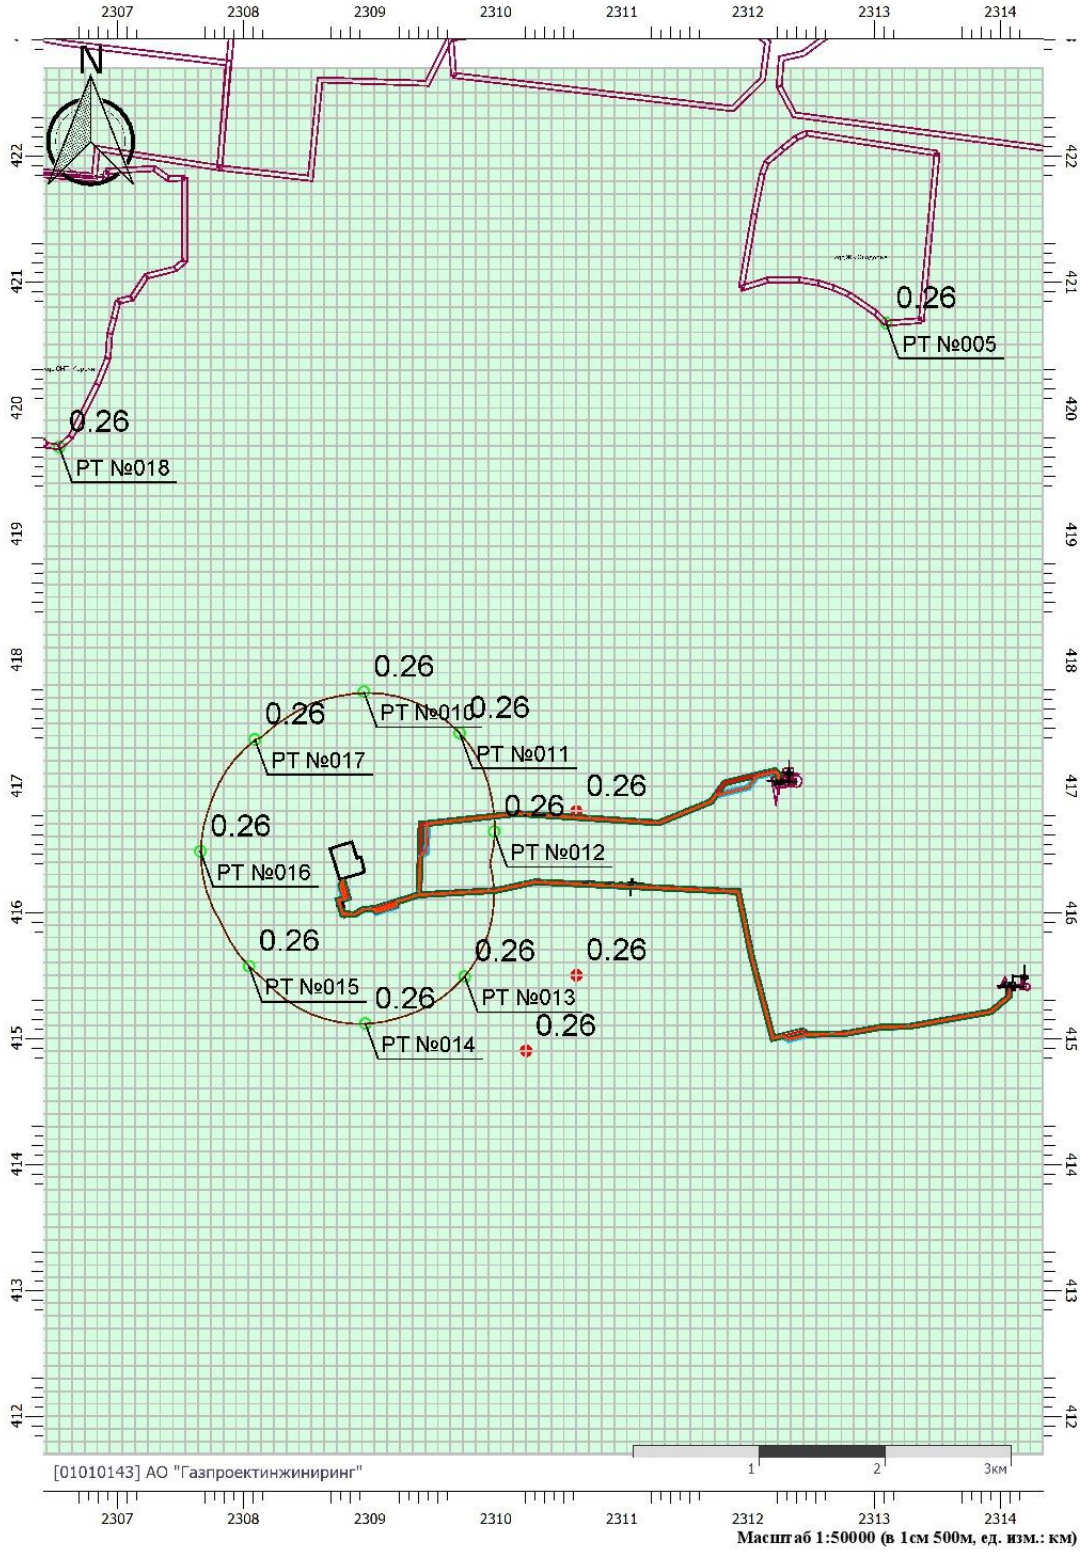 2307 2308 2309 2310 2311 2312 2313 2314
N
422 422
421 421
0.26
РТ №005
420 420
0.26
РТ №018
419 419
418 418
0.26
РТ №010
0.26
РТ №011
0.26
РТ №017
417 417
0.26
0.26
РТ №012
0.26
РТ №016
416 416
0.26
РТ №015
0.26
РТ №013
0.26
0.26
РТ №014
0.26
415 415
414 414
413 413
412 412
[01010143] АО "Газпроектинжиниринг"
1 2 3км
2307 2308 2309 2310 2311 2312 2313 2314
Масштаб 1:50000 (в 1см 500м, ед. изм.: км)